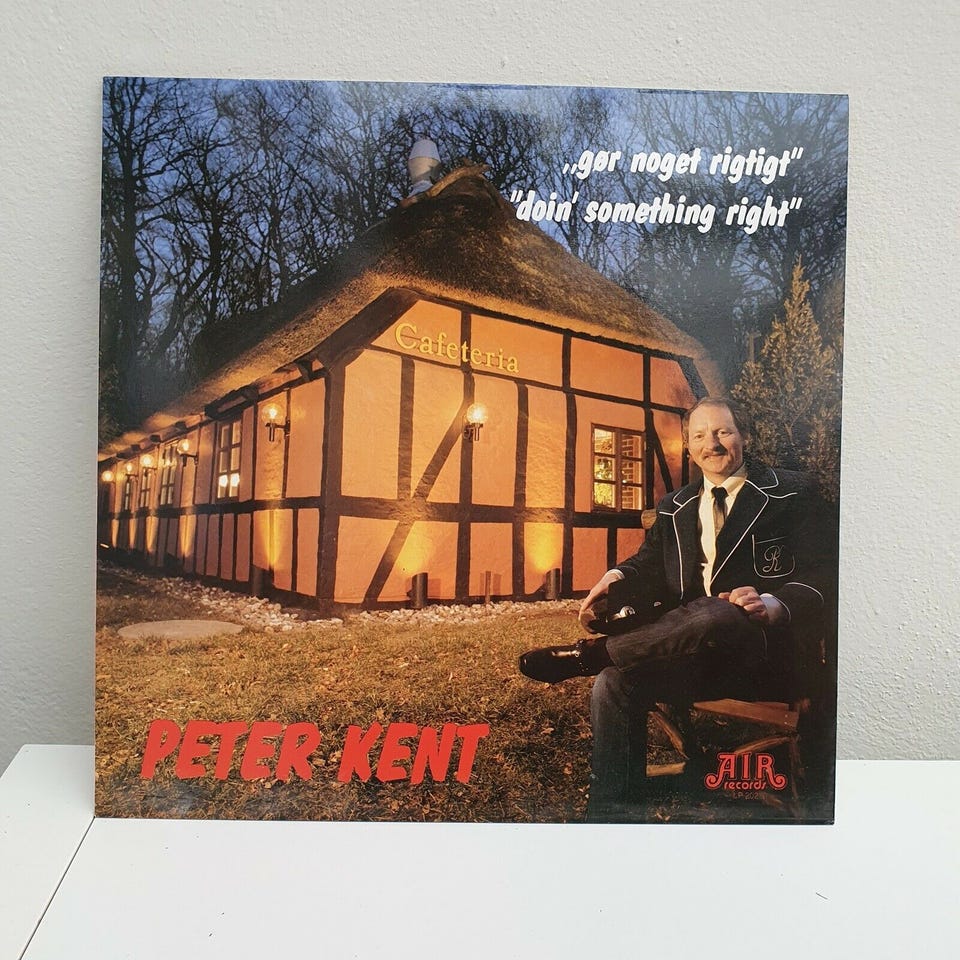 „gør noget rigtigt"
"doin' something right"
Cafeteria
R
PETER KENT
AIR
records